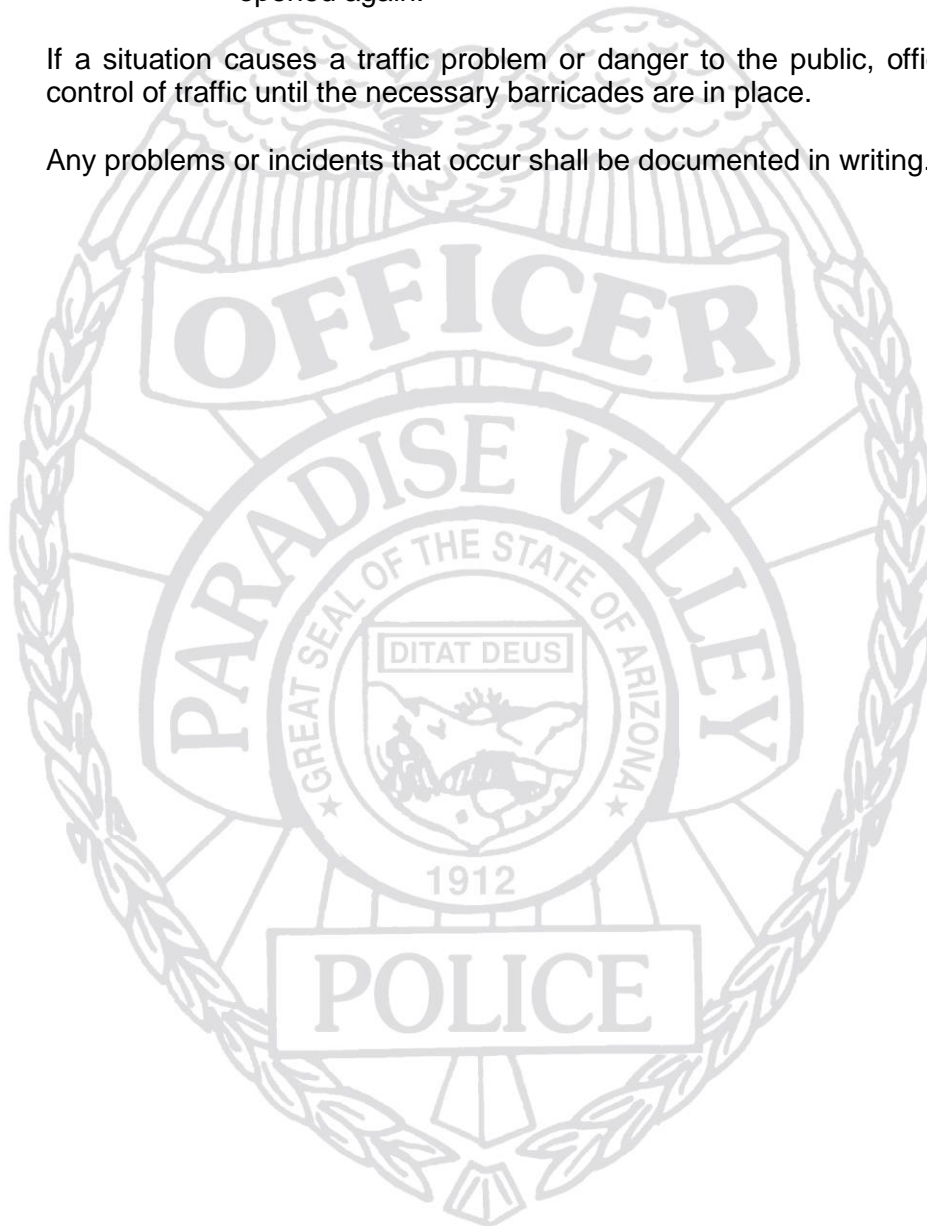 opened again.
If a situation causes a traffic problem or danger to the public, offi
control of traffic until the necessary barricades are in place.
Any problems or incidents that occur shall be documented in writing.
OFFICER
PARADISE VALLEY
GREAT SEAL OF THE STATE OF ARIZONA
DITAT DEUS
1912
POLICE